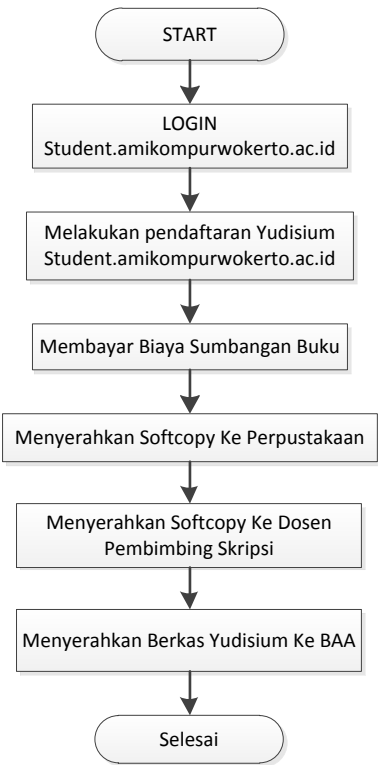 START
LOGIN
Student.amikompurwokerto.ac.id
Melakukan pendaftaran Yudisium
Student.amikompurwokerto.ac.id
Membayar Biaya Sumbangan Buku
Menyerahkan Softcopy Ke Perpustakaan
Menyerahkan Softcopy Ke Dosen
Pembimbing Skripsi
Menyerahkan Berkas Yudisium Ke BAA
Selesai